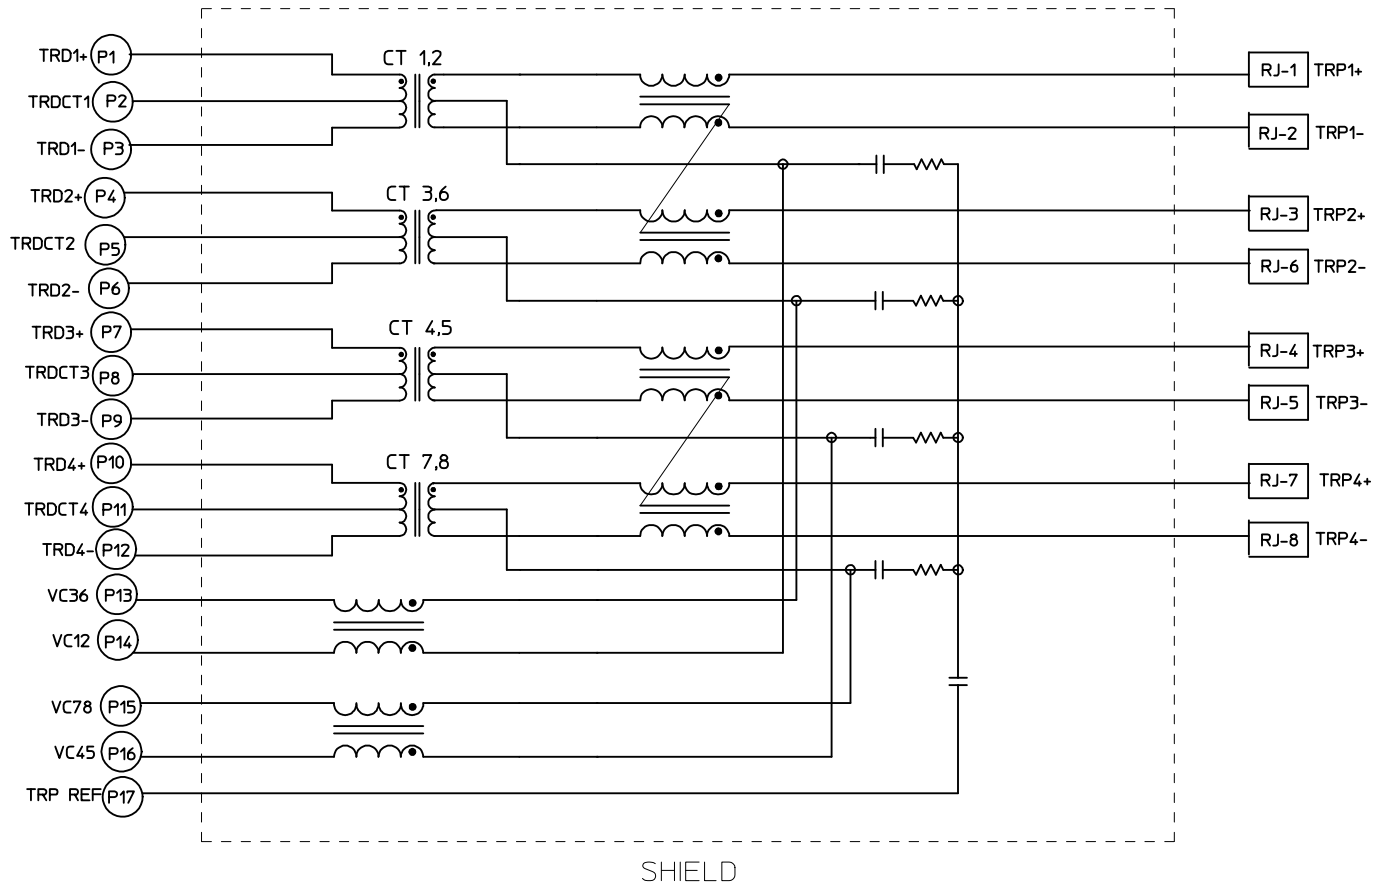 TRD1+ P1 CT 1,2 RJ-1 TRP1+
TRDCT1 P2
TRD1- P3 RJ-2 TRP1-
TRD2+ P4 CT 3,6 RJ-3 TRP2+
TRDCT2 P5
TRD2- P6 RJ-6 TRP2-
TRD3+ P7 CT 4,5 RJ-4 TRP3+
TRDCT3 P8
TRD3- P9 RJ-5 TRP3-
TRD4+ P10 CT 7,8 RJ-7 TRP4+
TRDCT4 P11
TRD4- P12 RJ-8 TRP4-
VC36 P13
VC12 P14
VC78 P15
VC45 P16
TRP REF P17
SHIELD